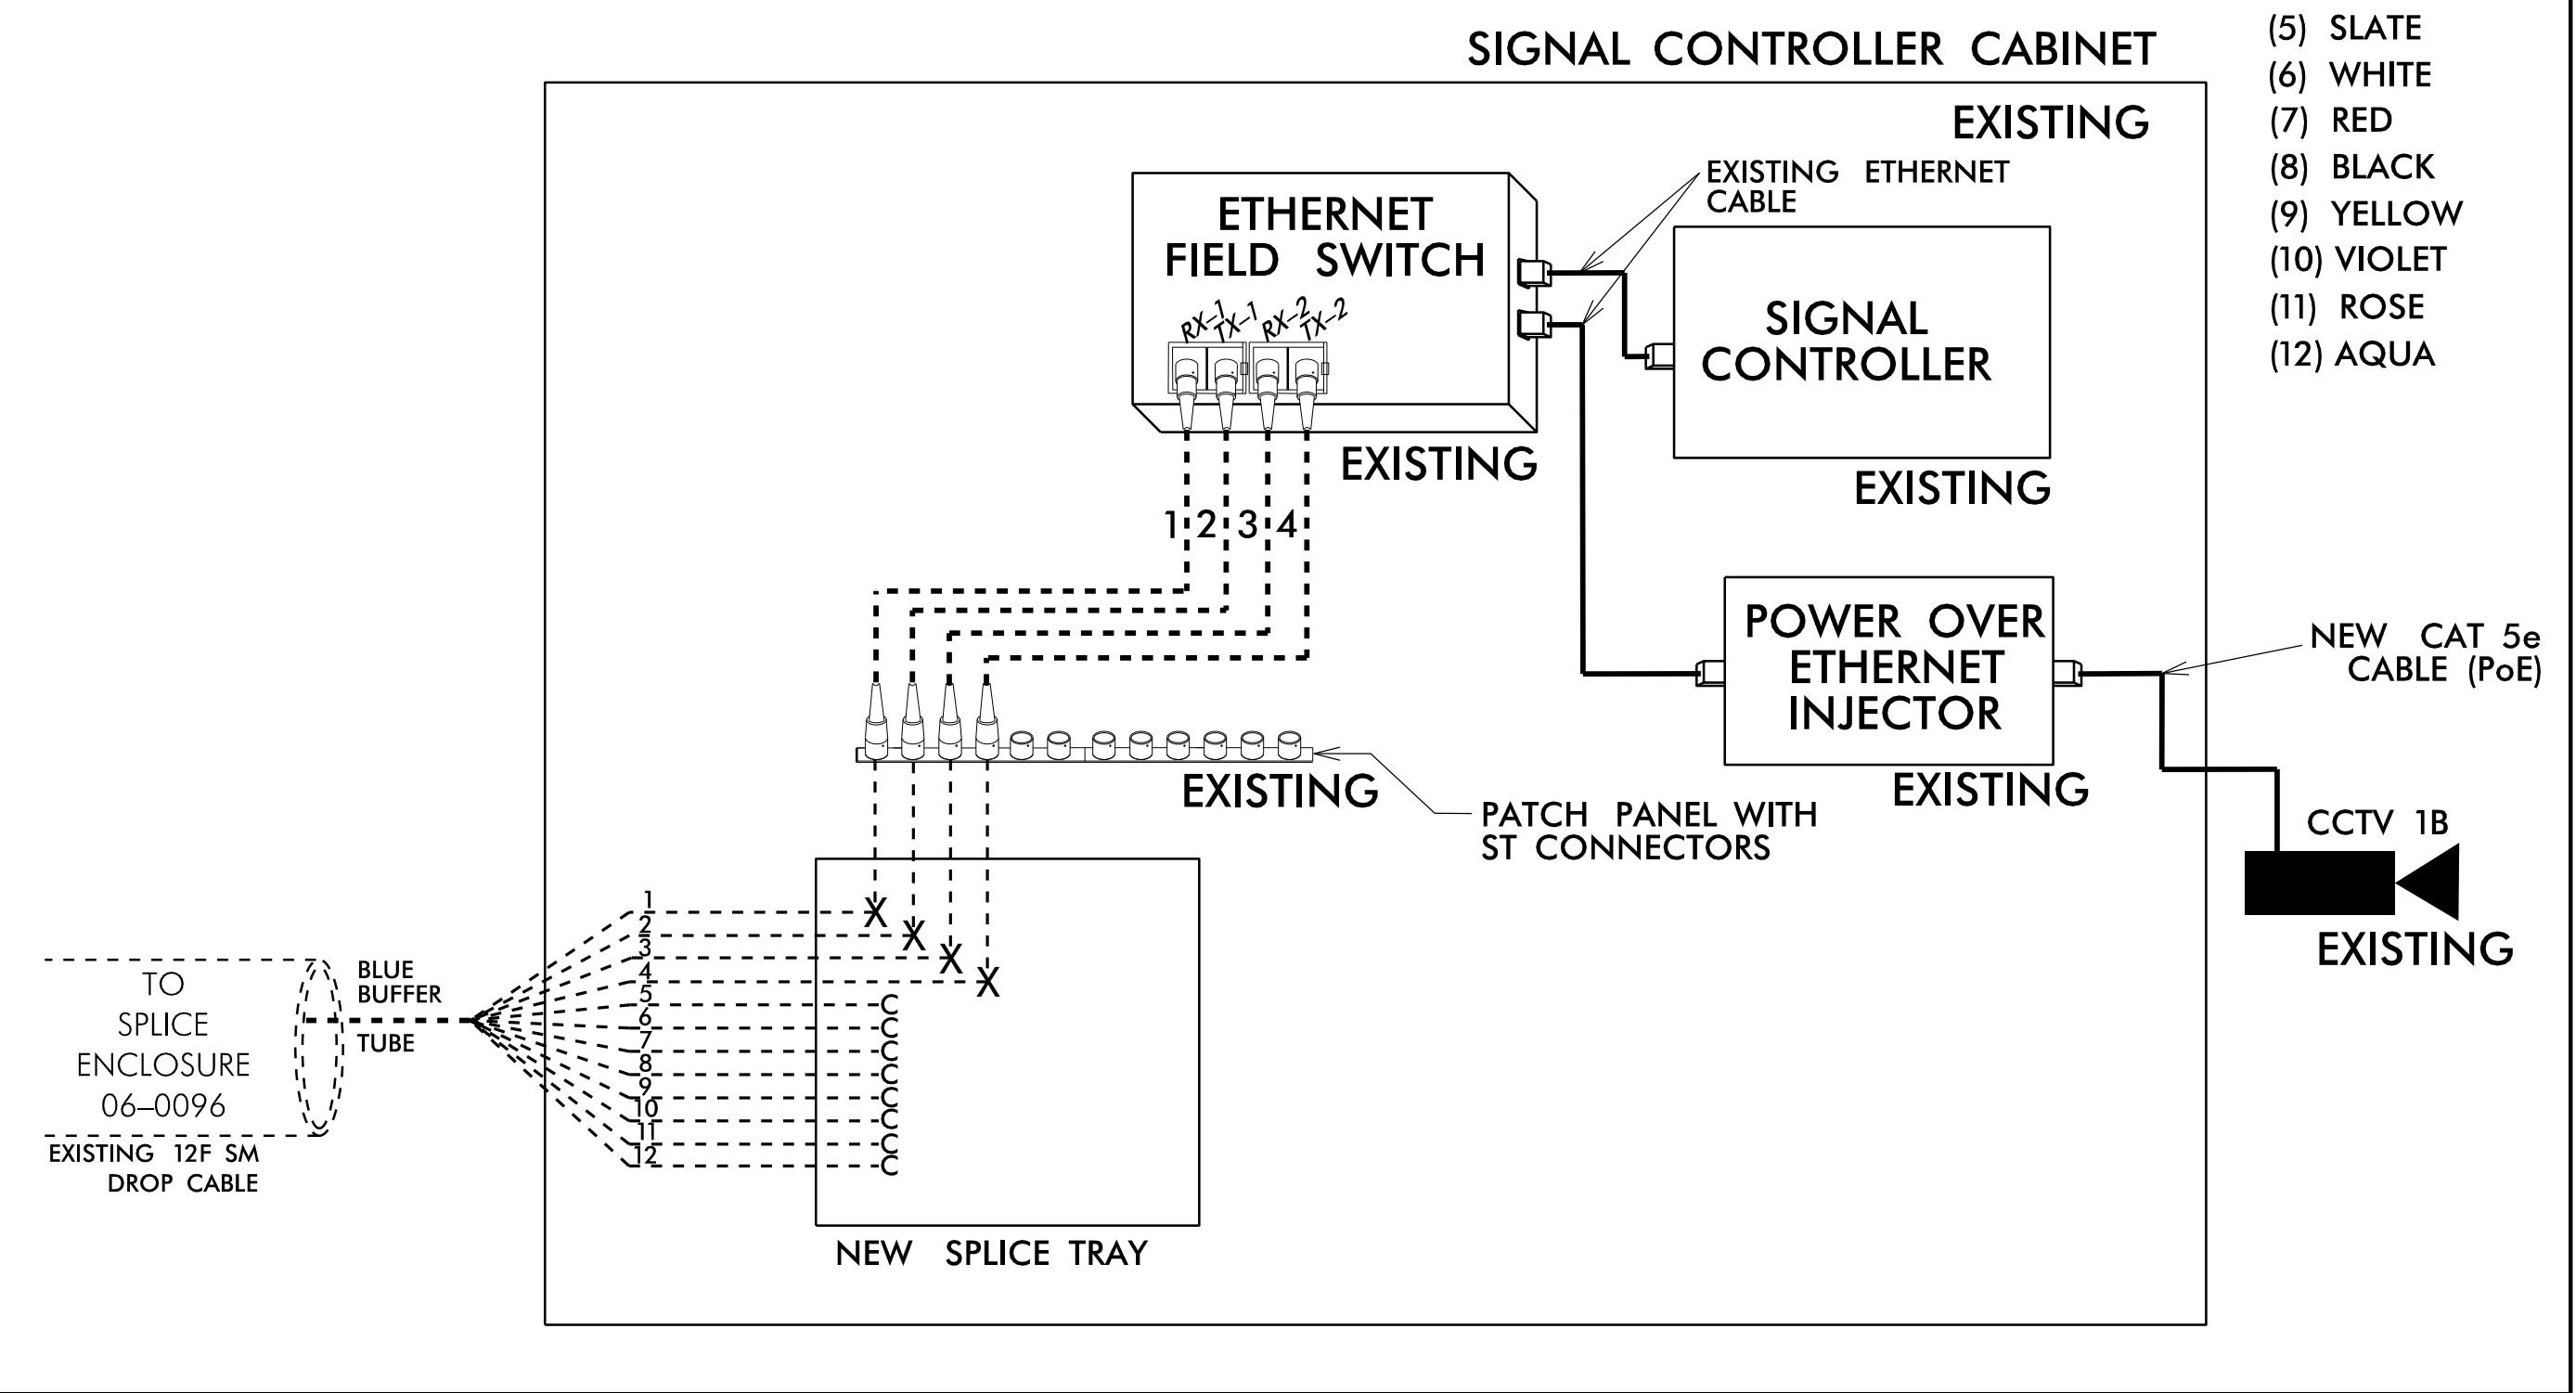 SIGNAL CONTROLLER CABINET
EXISTING
(5) SLATE
(6) WHITE
(7) RED
(8) BLACK
(9) YELLOW
(10) VIOLET
(11) ROSE
(12) AQUA
EXISTING ETHERNET
CABLE
ETHERNET
FIELD SWITCH
RX-1
TX-1
RX-2
TX-2
EXISTING
SIGNAL
CONTROLLER
EXISTING
1 2 3 4
POWER OVER
ETHERNET
INJECTOR
EXISTING
NEW CAT 5e
CABLE (PoE)
CCTV 1B
EXISTING
EXISTING
PATCH PANEL WITH
ST CONNECTORS
1
2
3
4
5
6
7
8
9
10
11
12
X
X
X
X
C
C
C
C
C
C
C
C
BLUE
BUFFER
TUBE
TO
SPLICE
ENCLOSURE
06-0096
EXISTING 12F SM
DROP CABLE
NEW SPLICE TRAY